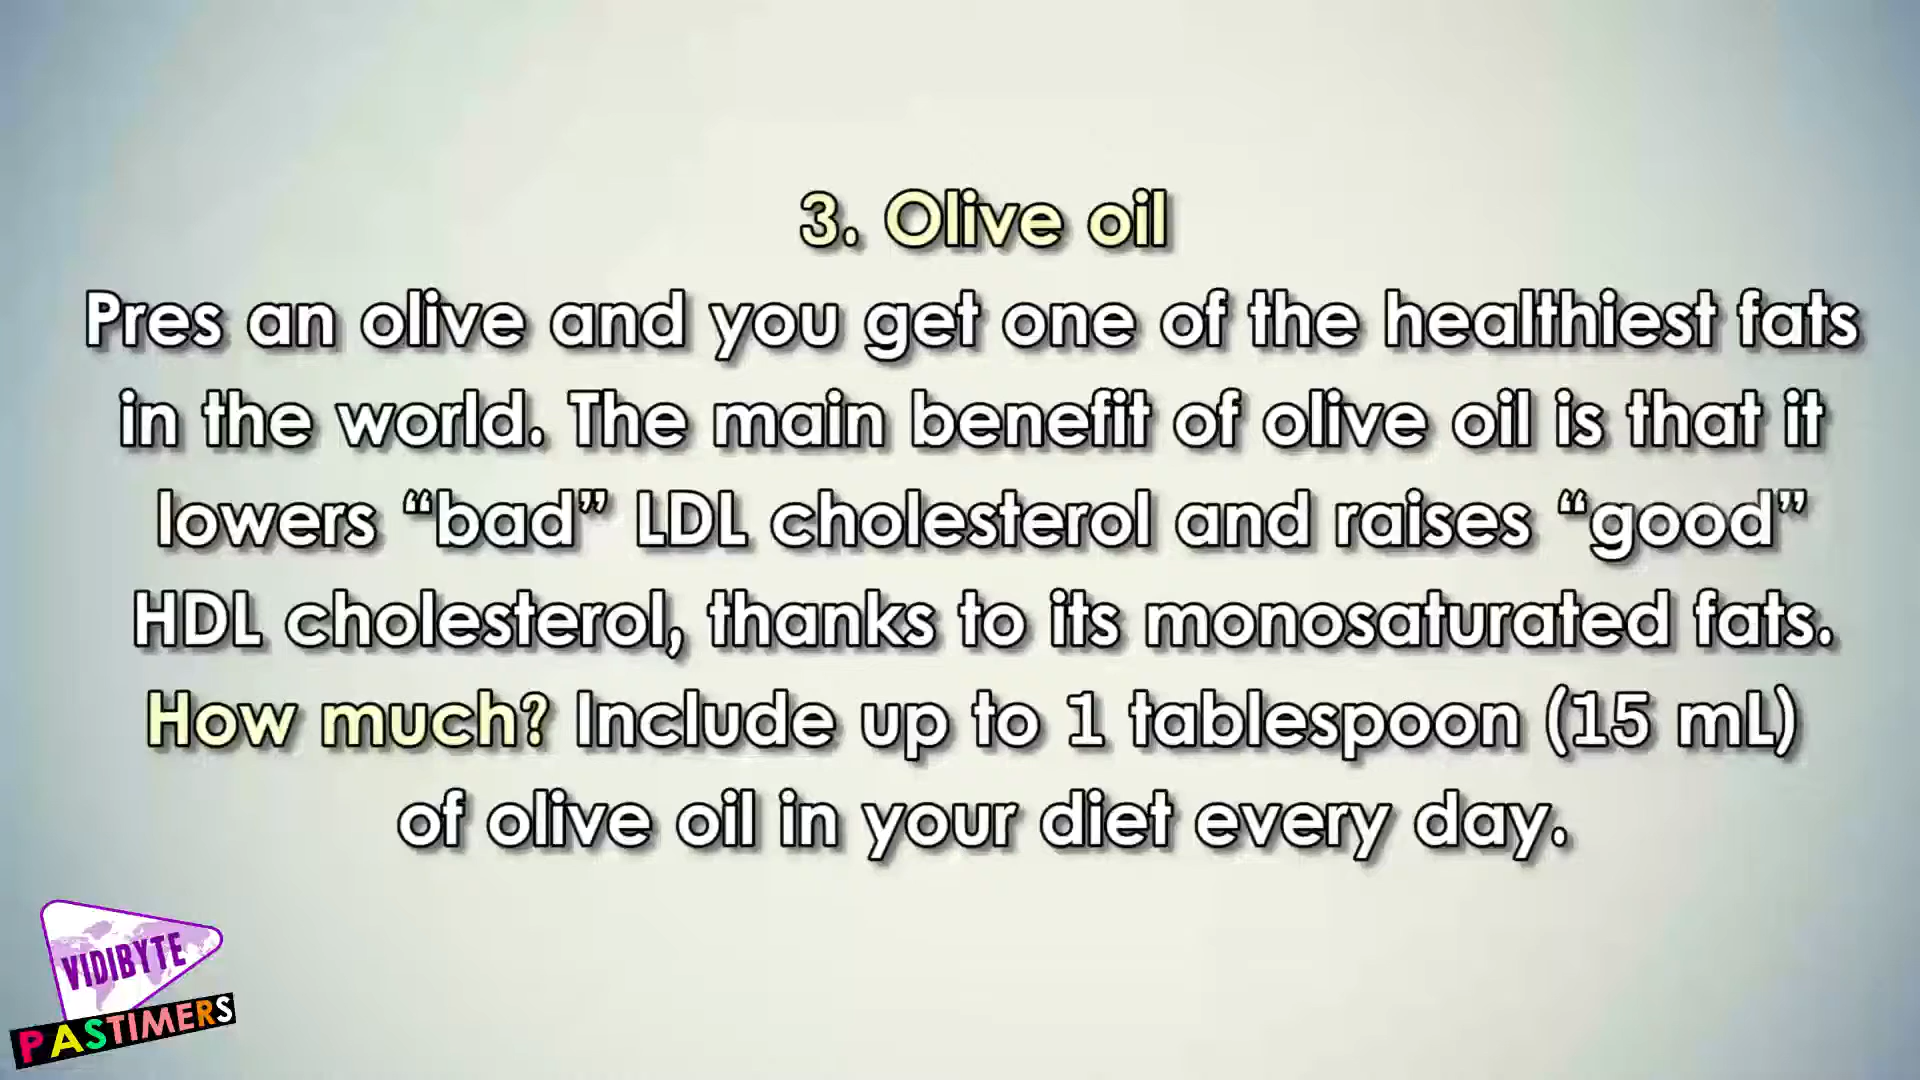 3. Olive oil
Pres an olive and you get one of the healthiest fats
in the world. The main benefit of olive oil is that it
lowers “bad” LDL cholesterol and raises “good”
HDL cholesterol, thanks to its monosaturated fats.
How much? Include up to 1 tablespoon (15 mL)
of olive oil in your diet every day.
VIDIBYTE
PASTIMERS